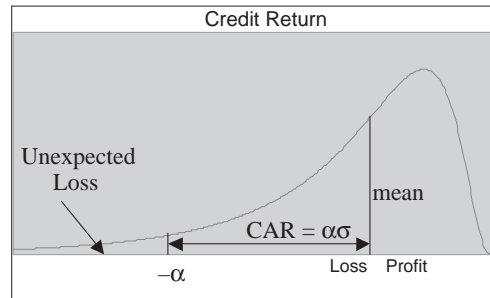 Credit Return
Unexpected
Loss
mean
CAR = ασ
Loss Profit
–α